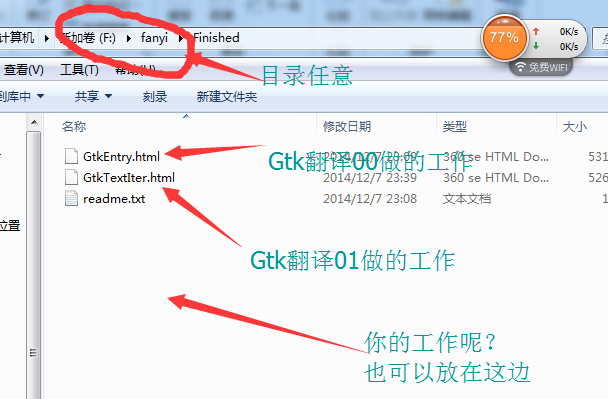 计算机 新加卷 (F:) fanyi Finished
77%
0K/s
0K/s
免费WIFI
查看(V) 工具(T) 帮助(H)
目录任意
到库中 共享 刻录 新建文件夹
名称 修改日期 类型 大小
GtkEntry.html 2014/12/7 23:09 360 se HTML Do... 531
Gtk翻译00做的工作
GtkTextIter.html 2014/12/7 23:39 360 se HTML Do... 526
readme.txt 2014/12/7 23:08 文本文档 1
位置
Gtk翻译01做的工作
你的工作呢?
也可以放在这边